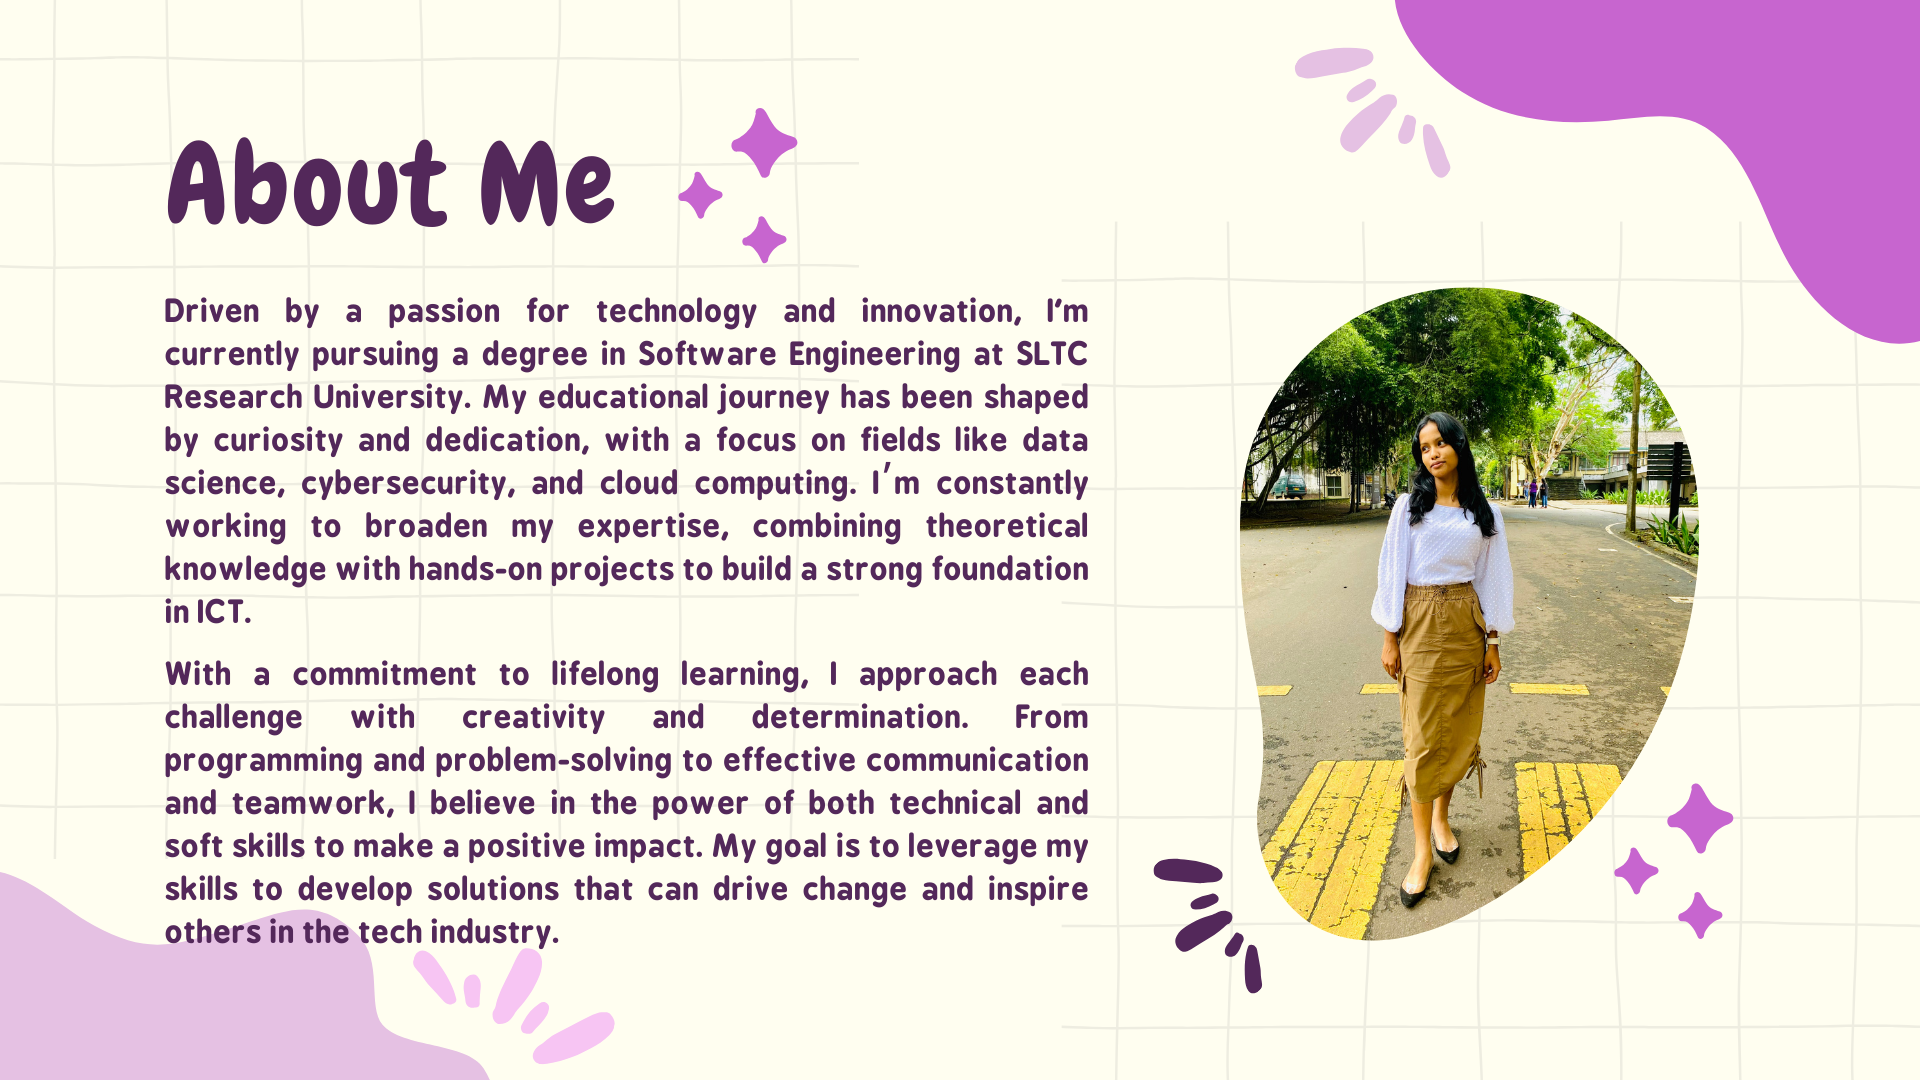 About Me
Driven by a passion for technology and innovation, I'm
currently pursuing a degree in Software Engineering at SLTC
Research University. My educational journey has been shaped
by curiosity and dedication, with a focus on fields like data
science, cybersecurity, and cloud computing. I'm constantly
working to broaden my expertise, combining theoretical
knowledge with hands-on projects to build a strong foundation
in ICT.
With a commitment to lifelong learning, I approach each
challenge with creativity and determination. From
programming and problem-solving to effective communication
and teamwork, I believe in the power of both technical and
soft skills to make a positive impact. My goal is to leverage my
skills to develop solutions that can drive change and inspire
others in the tech industry.